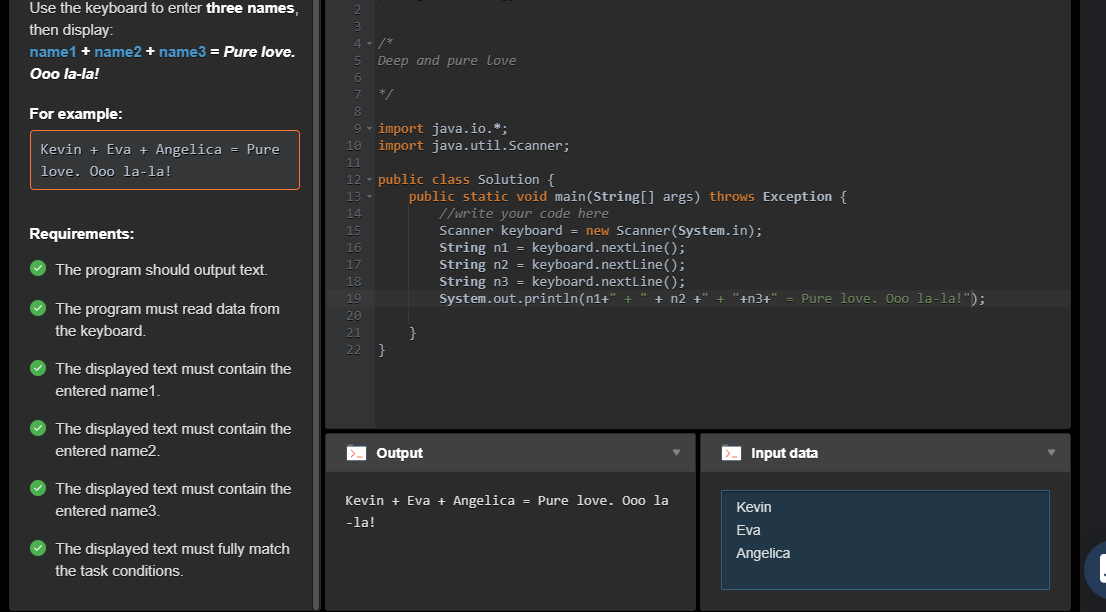 Use the keyboard to enter three names,
then display:
name1 + name2 + name3 = Pure love.
Ooo la-la!
For example:
Kevin + Eva + Angelica = Pure
love. Ooo la-la!
Requirements:
The program should output text.
The program must read data from
the keyboard.
The displayed text must contain the
entered name1.
The displayed text must contain the
entered name2.
The displayed text must contain the
entered name3.
The displayed text must fully match
the task conditions.
2
3
4 /*
5 Deep and pure love
6
7 */
8
9 import java.io.*;
10 import java.util.Scanner;
11
12 public class Solution {
13 public static void main(String[] args) throws Exception {
14 //write your code here
15 Scanner keyboard = new Scanner(System.in);
16 String n1 = keyboard.nextLine();
17 String n2 = keyboard.nextLine();
18 String n3 = keyboard.nextLine();
19 System.out.println(n1+" + " + n2 +" + "+n3+" = Pure love. Ooo la-la!");
20
21 }
22 }
Output
Kevin + Eva + Angelica = Pure love. Ooo la
-la!
Input data
Kevin
Eva
Angelica